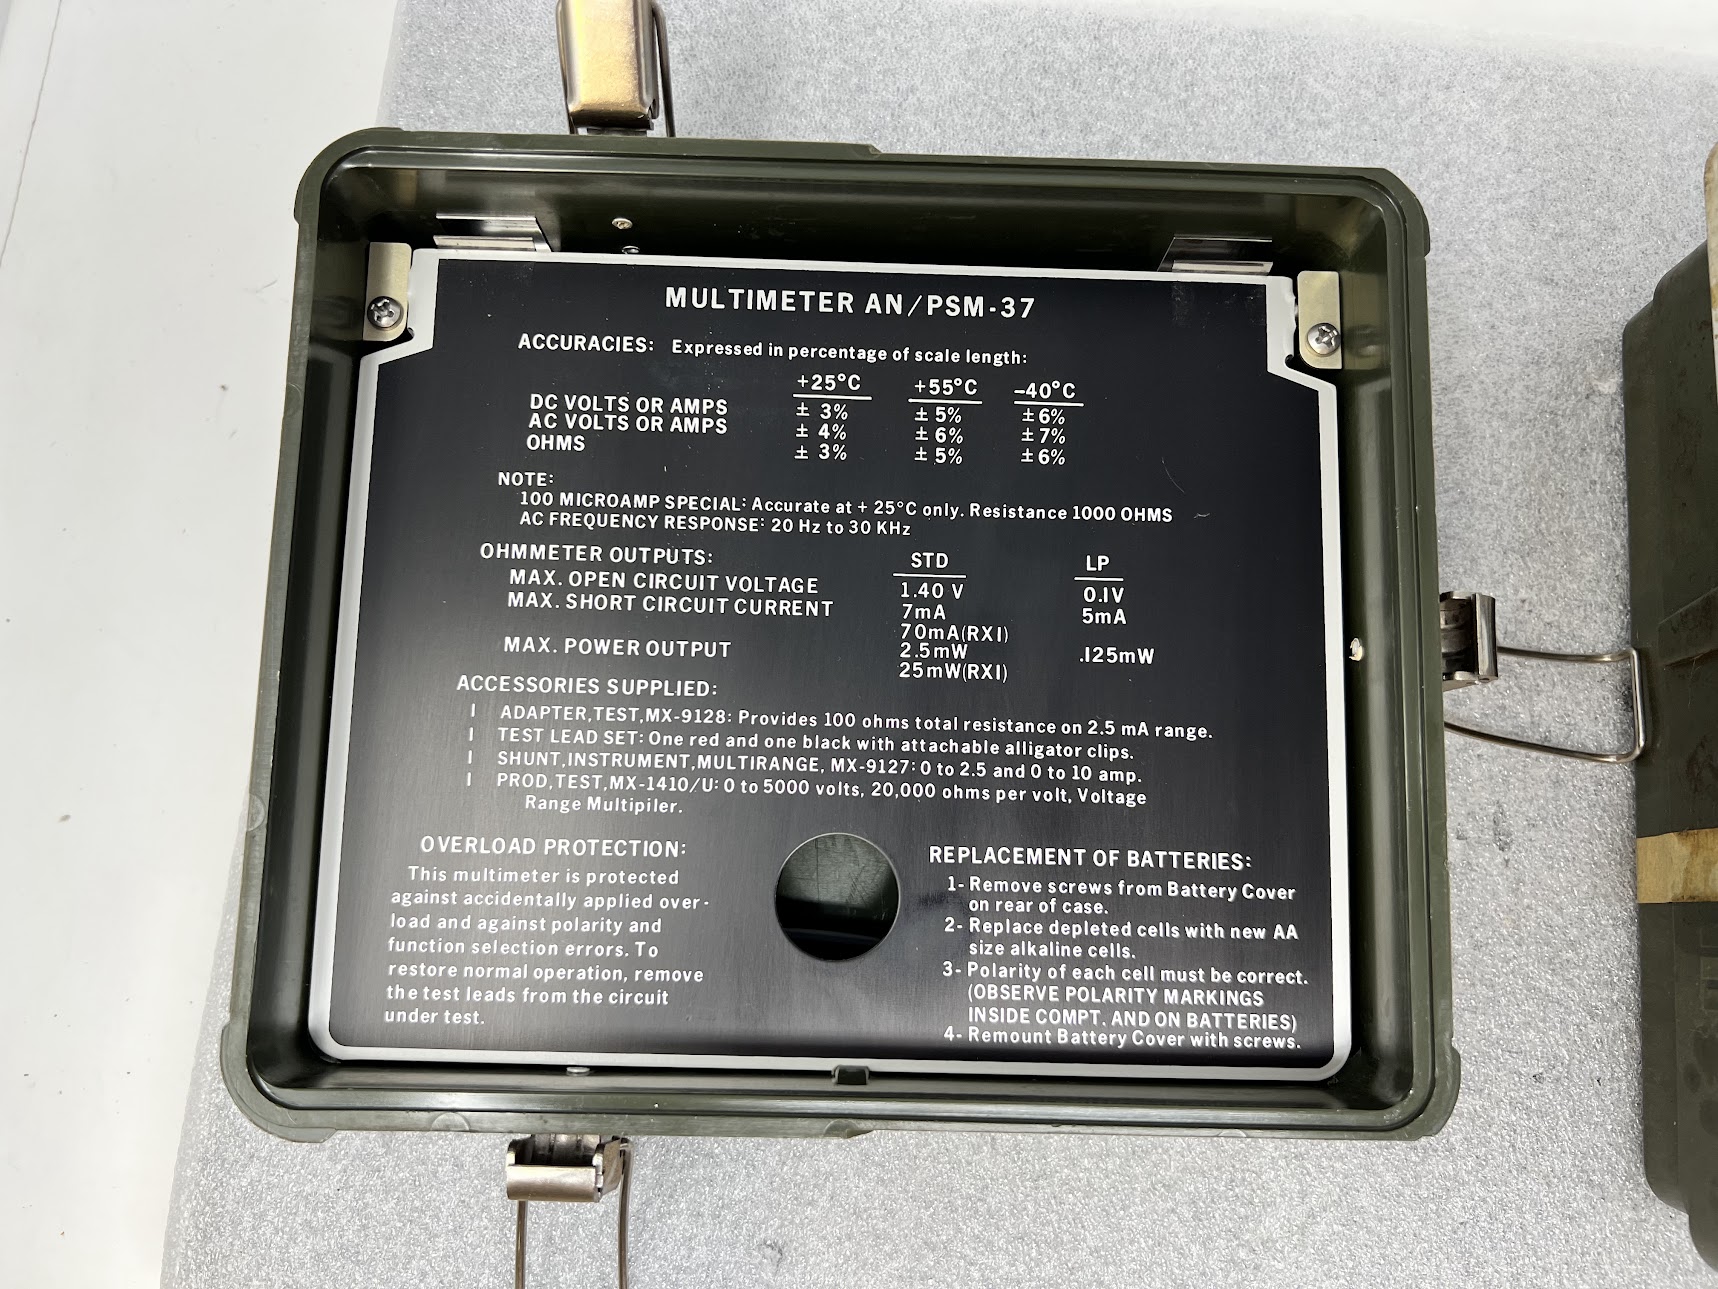 MULTIMETER AN/PSM-37
ACCURACIES: Expressed in percentage of scale length:
+25°C +55°C -40°C
DC VOLTS OR AMPS ± 3% ± 5% ± 6%
AC VOLTS OR AMPS ± 4% ± 6% ± 7%
OHMS ± 3% ± 5% ± 6%
NOTE:
100 MICROAMP SPECIAL: Accurate at + 25°C only. Resistance 1000 OHMS
AC FREQUENCY RESPONSE: 20 Hz to 30 KHz
OHMMETER OUTPUTS: STD LP
MAX. OPEN CIRCUIT VOLTAGE 1.40 V 0.1V
MAX. SHORT CIRCUIT CURRENT 7mA 5mA
70mA(RX1)
MAX. POWER OUTPUT 2.5mW .125mW
25mW(RX1)
ACCESSORIES SUPPLIED:
1 ADAPTER,TEST,MX-9128: Provides 100 ohms total resistance on 2.5 mA range.
1 TEST LEAD SET: One red and one black with attachable alligator clips.
1 SHUNT,INSTRUMENT,MULTIRANGE, MX-9127: 0 to 2.5 and 0 to 10 amp.
1 PROD,TEST,MX-1410/U: 0 to 5000 volts, 20,000 ohms per volt, Voltage
Range Multipiler.
OVERLOAD PROTECTION:
This multimeter is protected
against accidentally applied over-
load and against polarity and
function selection errors. To
restore normal operation, remove
the test leads from the circuit
under test.
REPLACEMENT OF BATTERIES:
1- Remove screws from Battery Cover
on rear of case.
2- Replace depleted cells with new AA
size alkaline cells.
3- Polarity of each cell must be correct.
(OBSERVE POLARITY MARKINGS
INSIDE COMPT. AND ON BATTERIES)
4- Remount Battery Cover with screws.